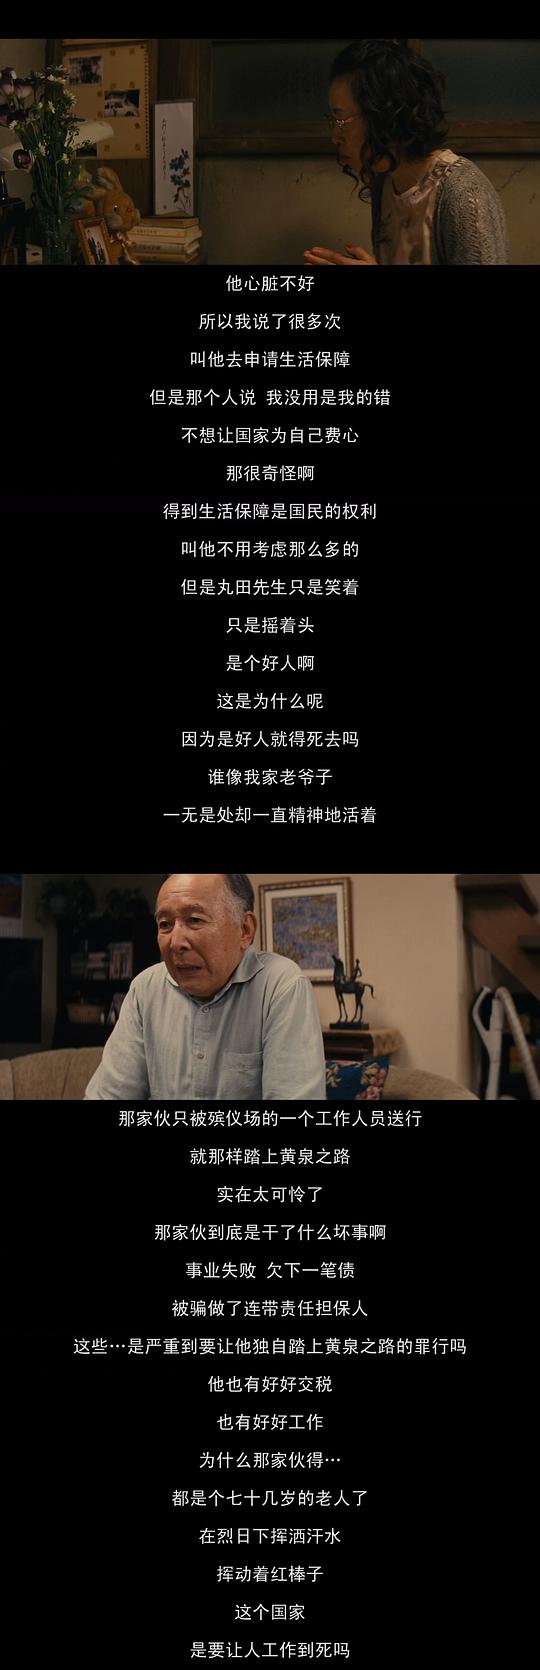 他心脏不好
所以我说了很多次
叫他去申请生活保障
但是那个人说 我没用是我的错
不想让国家为自己费心
那很奇怪啊
得到生活保障是国民的权利
叫他不用考虑那么多的
但是丸田先生只是笑着
只是摇着头
是个好人啊
这是为什么呢
因为是好人就得死去吗
谁像我家老爷子
一无是处却一直精神地活着
那家伙只被殡仪场的一个工作人员送行
就那样踏上黄泉之路
实在太可怜了
那家伙到底是干了什么坏事啊
事业失败 欠下一笔债
被骗做了连带责任担保人
这些…是严重到要让他独自踏上黄泉之路的罪行吗
他也有好好交税
也有好好工作
为什么那家伙得…
都是个七十几岁的老人了
在烈日下挥洒汗水
挥动着红棒子
这个国家
是要让人工作到死吗